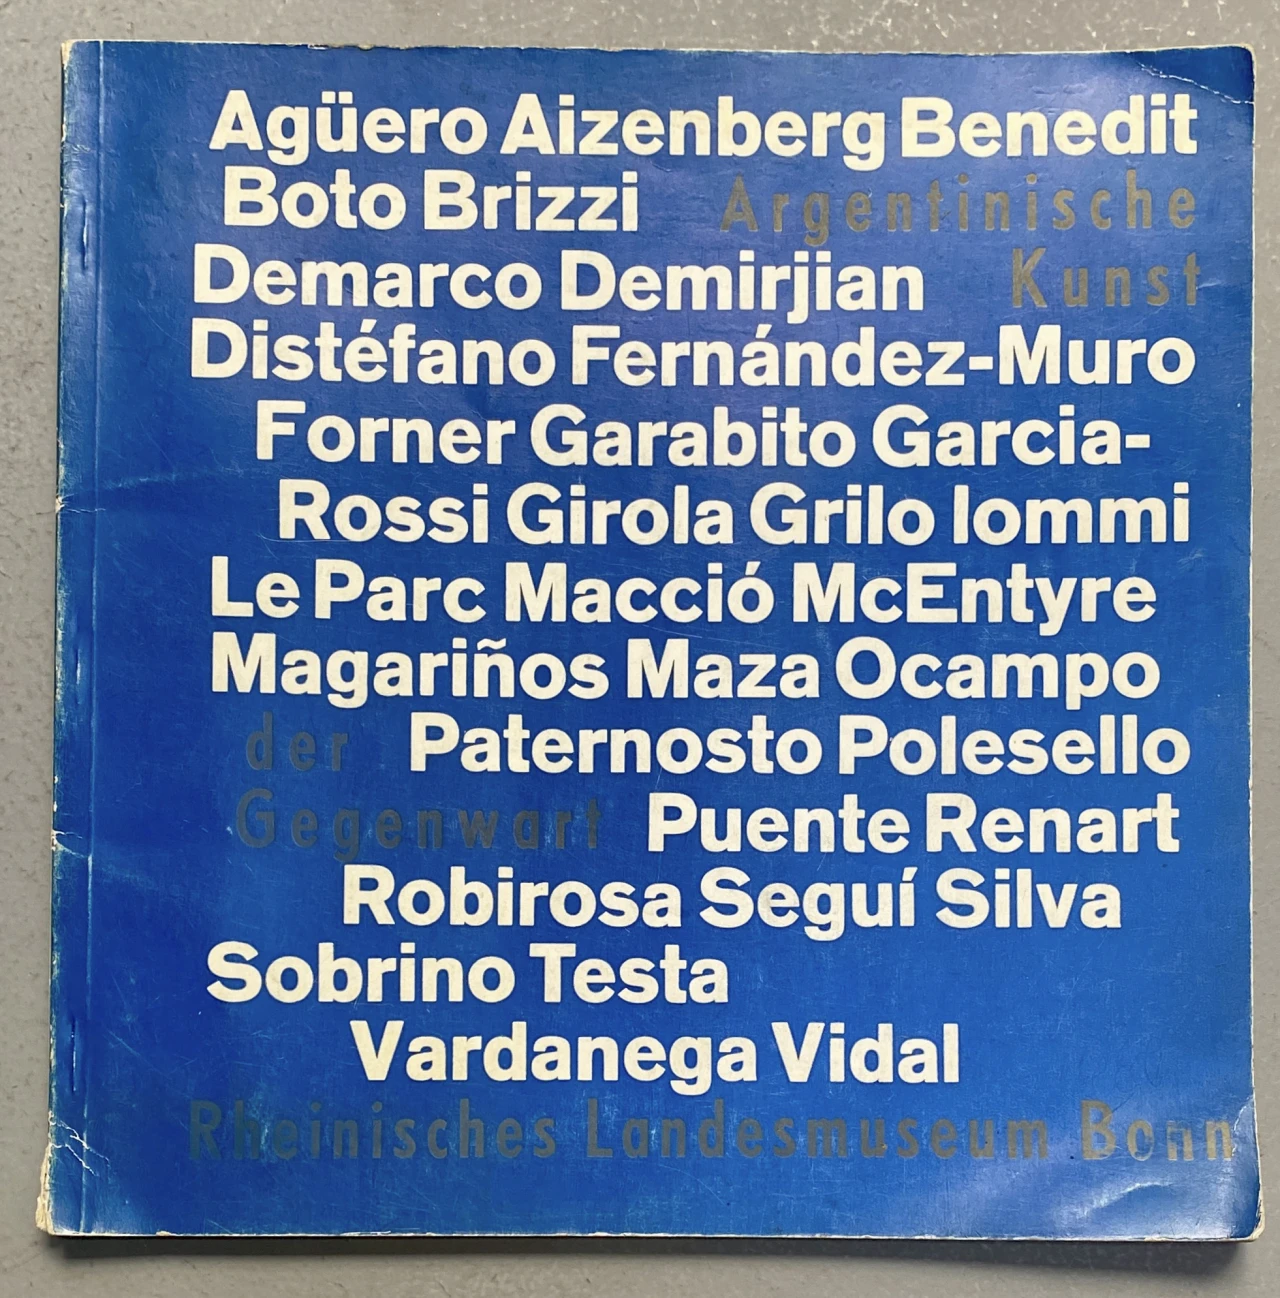 Agüero Aizenberg Benedit
Boto Brizzi Argentinische
Demarco Demirjian Kunst
Distéfano Fernández-Muro
Forner Garabito Garcia-
Rossi Girola Grilo Iommi
Le Parc Macció McEntyre
Magariños Maza Ocampo
der Paternosto Polesello
Gegenwart Puente Renart
Robirosa Seguí Silva
Sobrino Testa
Vardanega Vidal
Rheinisches Landesmuseum Bonn